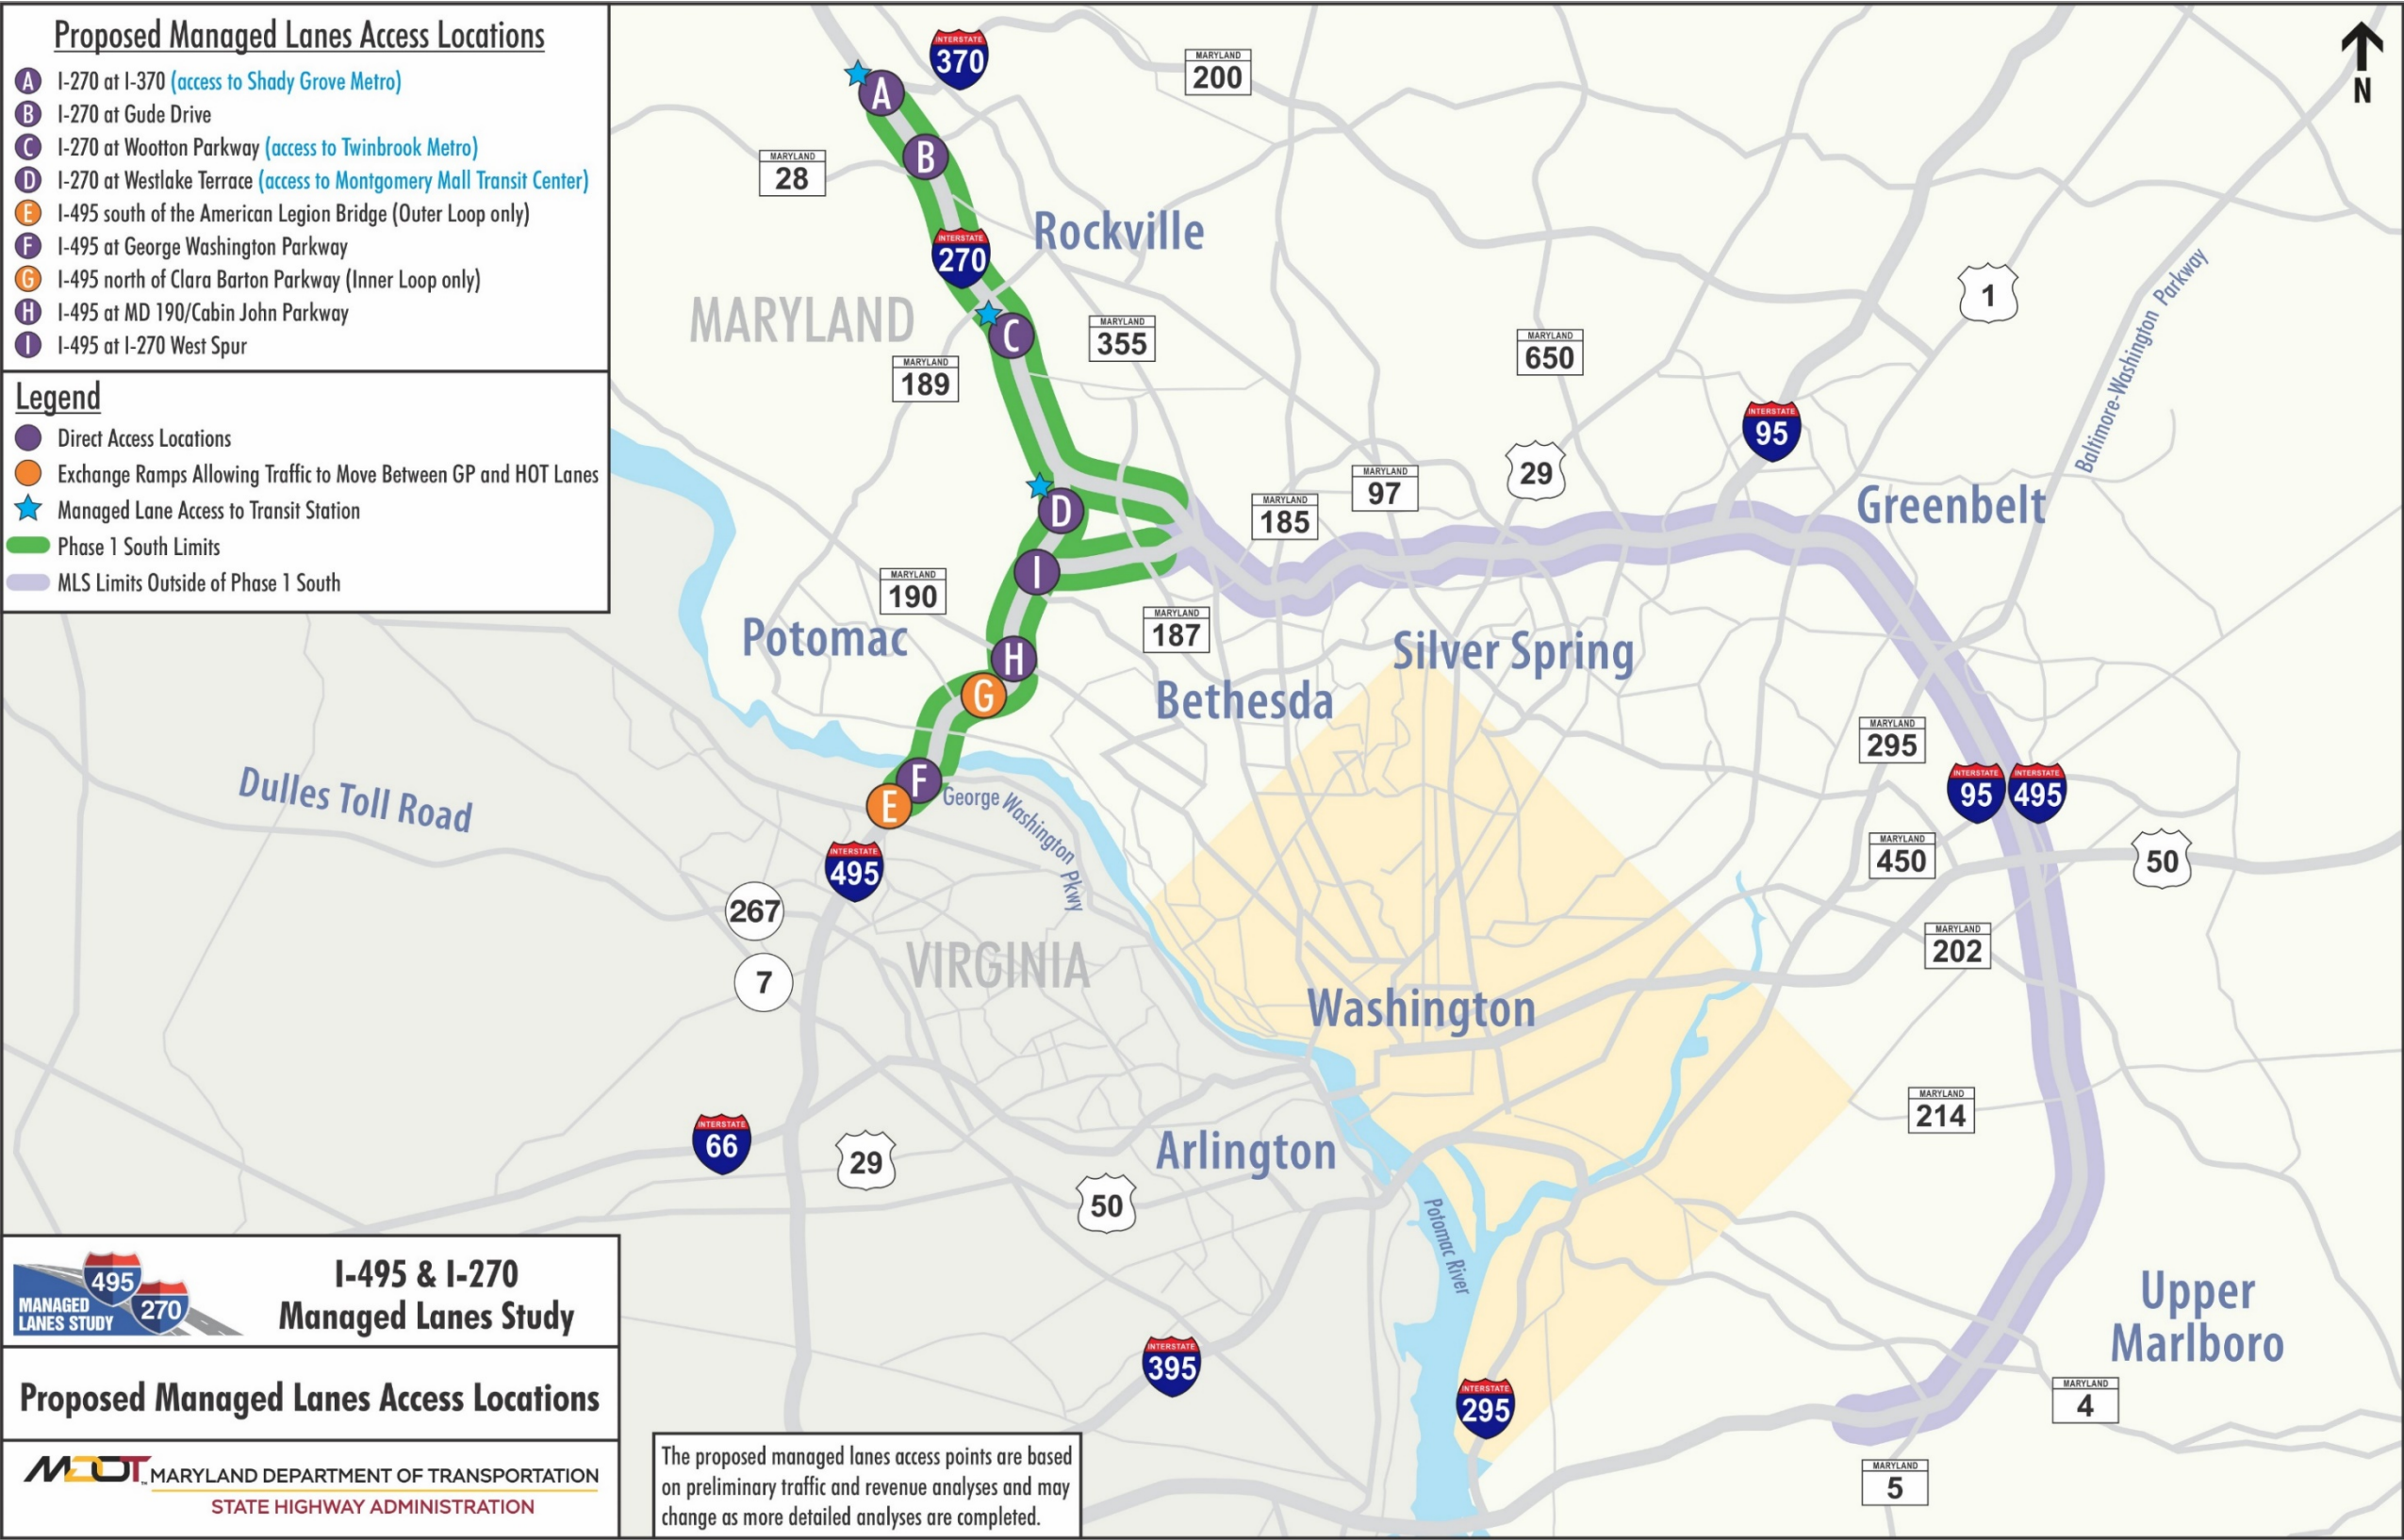 Proposed Managed Lanes Access Locations
A I-270 at I-370 (access to Shady Grove Metro)
B I-270 at Gude Drive
C I-270 at Wootton Parkway (access to Twinbrook Metro)
D I-270 at Westlake Terrace (access to Montgomery Mall Transit Center)
E I-495 south of the American Legion Bridge (Outer Loop only)
F I-495 at George Washington Parkway
G I-495 north of Clara Barton Parkway (Inner Loop only)
H I-495 at MD 190/Cabin John Parkway
I I-495 at I-270 West Spur
Legend
Direct Access Locations
Exchange Ramps Allowing Traffic to Move Between GP and HOT Lanes
Managed Lane Access to Transit Station
Phase 1 South Limits
MLS Limits Outside of Phase 1 South
N
INTERSTATE
370
MARYLAND
200
A
B
MARYLAND
28
Rockville
INTERSTATE
270
MARYLAND
C
MARYLAND
355
MARYLAND
189
MARYLAND
650
1
Baltimore-Washington Parkway
INTERSTATE
95
29
MARYLAND
97
MARYLAND
185
Greenbelt
D
I
MARYLAND
190
MARYLAND
187
Potomac
H
G
Silver Spring
Bethesda
MARYLAND
295
INTERSTATE
95
INTERSTATE
495
F
E
George Washington Pkwy
Dulles Toll Road
INTERSTATE
495
MARYLAND
450
50
267
7
VIRGINIA
MARYLAND
202
Washington
MARYLAND
214
INTERSTATE
66
29
Arlington
50
Potomac River
Upper
Marlboro
INTERSTATE
395
INTERSTATE
295
MARYLAND
4
MARYLAND
5
495
270
MANAGED
LANES STUDY
I-495 & I-270
Managed Lanes Study
Proposed Managed Lanes Access Locations
MDOT™ MARYLAND DEPARTMENT OF TRANSPORTATION
STATE HIGHWAY ADMINISTRATION
The proposed managed lanes access points are based
on preliminary traffic and revenue analyses and may
change as more detailed analyses are completed.